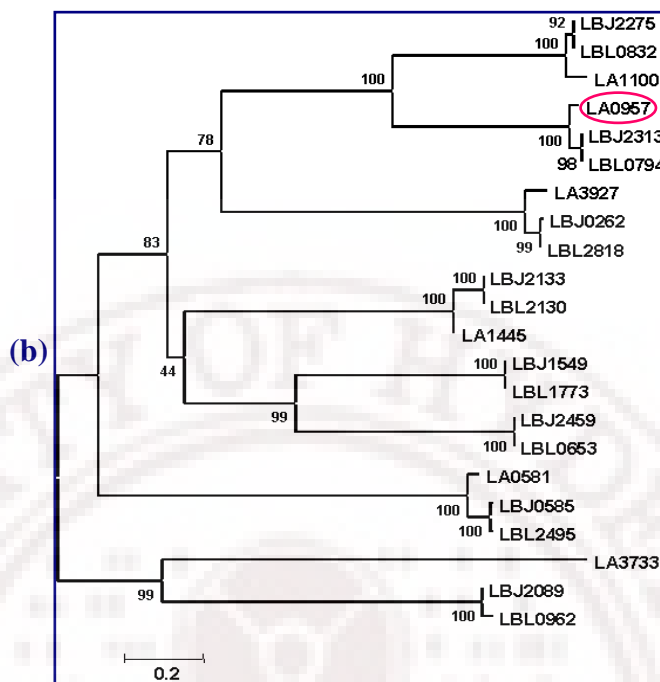 92
LBJ2275
100
LBL0832
100
LA1100
LA0957
100
LBJ2313
78
98
LBL0794
LA3927
100
LBJ0262
83
99
LBL2818
100
LBJ2133
100
LBL2130
LA1445
(b)
100
LBJ1549
44
LBL1773
99
LBJ2459
100
LBL0653
LA0581
100
LBJ0585
100
LBL2495
LA3733
99
LBJ2089
100
LBL0962
0.2